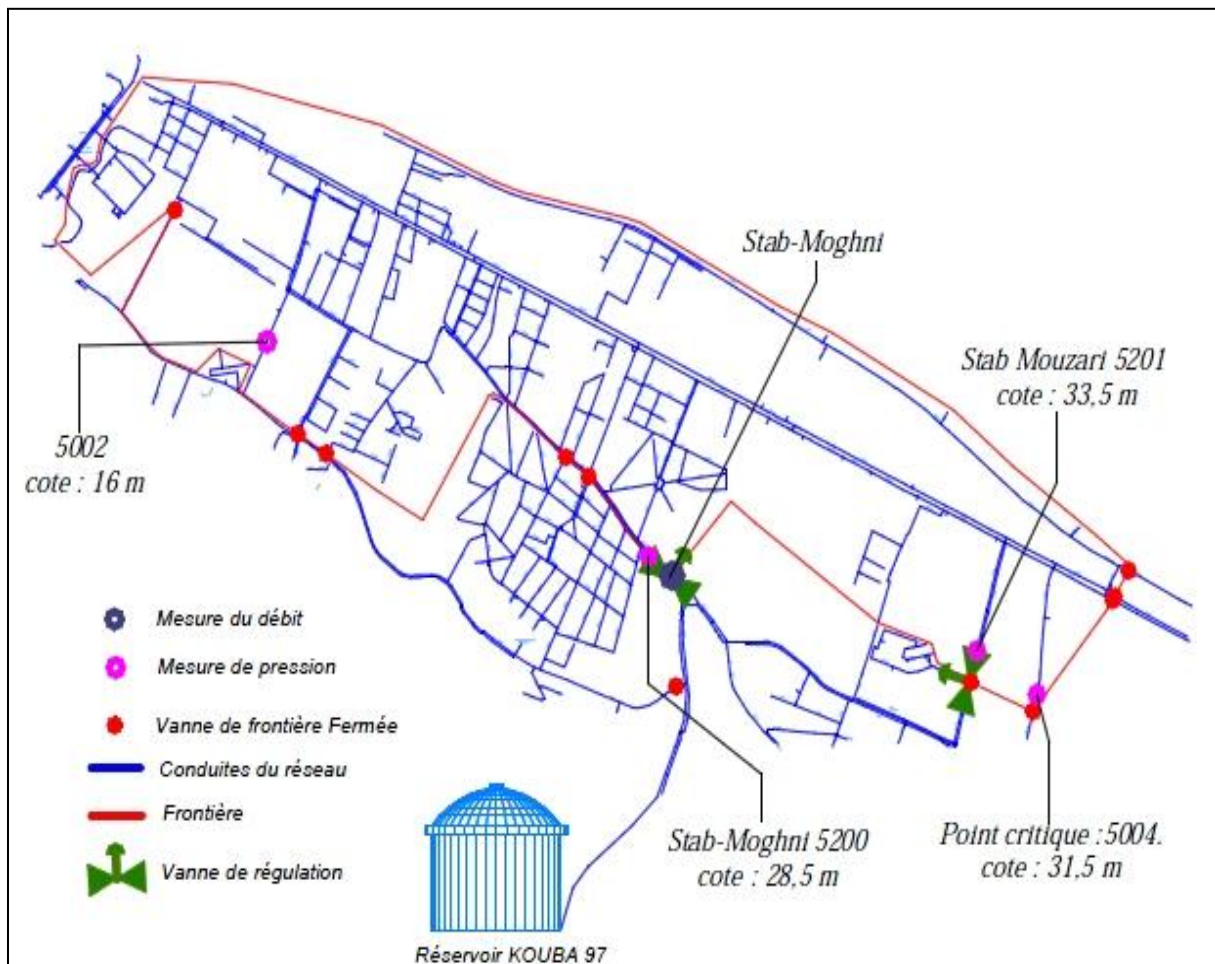 Stab-Moghni
Stab Mouzari 5201
cote : 33,5 m
5002
cote : 16 m
Mesure du débit
Mesure de pression
Vanne de frontière Fermée
Conduites du réseau
Frontière
Vanne de régulation
Stab-Moghni 5200
cote : 28,5 m
Point critique :5004.
cote : 31,5 m
Réservoir KOUBA 97